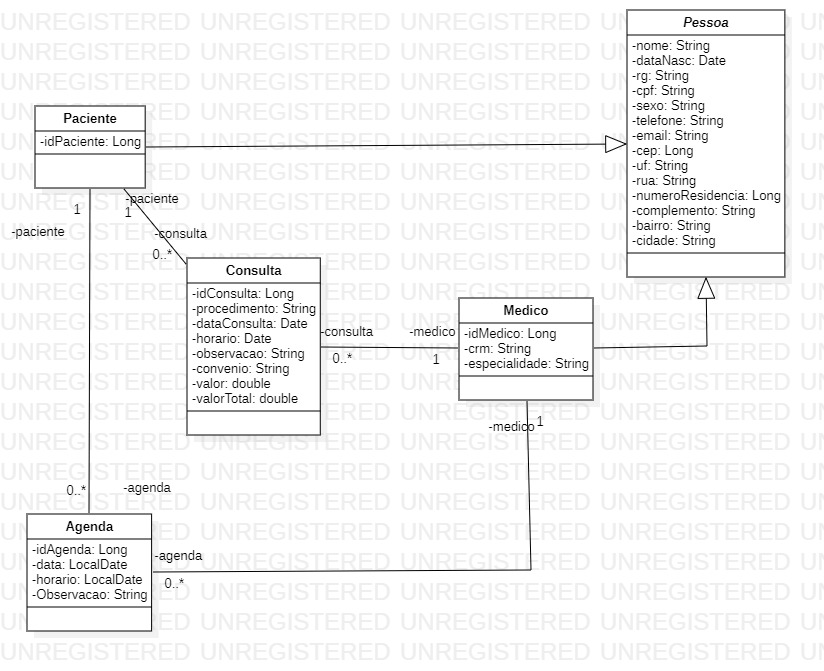 Pessoa
-nome: String
-dataNasc: Date
-rg: String
-cpf: String
-sexo: String
-telefone: String
-email: String
-cep: Long
-uf: String
-rua: String
-numeroResidencia: Long
-complemento: String
-bairro: String
-cidade: String
Paciente
-idPaciente: Long
-paciente
1
-consulta
0..*
1
-paciente
Consulta
-idConsulta: Long
-procedimento: String
-dataConsulta: Date
-horario: Date
-observacao: String
-convenio: String
-valor: double
-valorTotal: double
-consulta
0..*
-medico
1
Medico
-idMedico: Long
-crm: String
-especialidade: String
-medico
1
0..*
-agenda
Agenda
-idAgenda: Long
-data: LocalDate
-horario: LocalDate
-Observacao: String
-agenda
0..*
UNREGISTERED